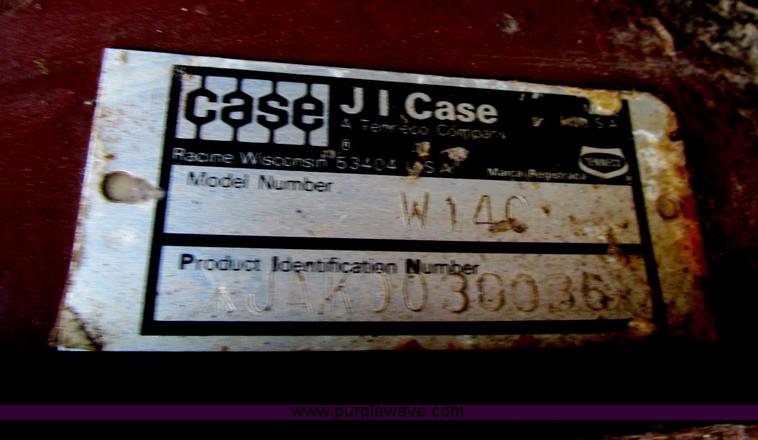 case
J I Case
A Tenneco Company
Racine Wisconsin 53404 USA
Marca Registrada
TENNECO
Model Number
W14C
Product Identification Number
www.purplewave.com